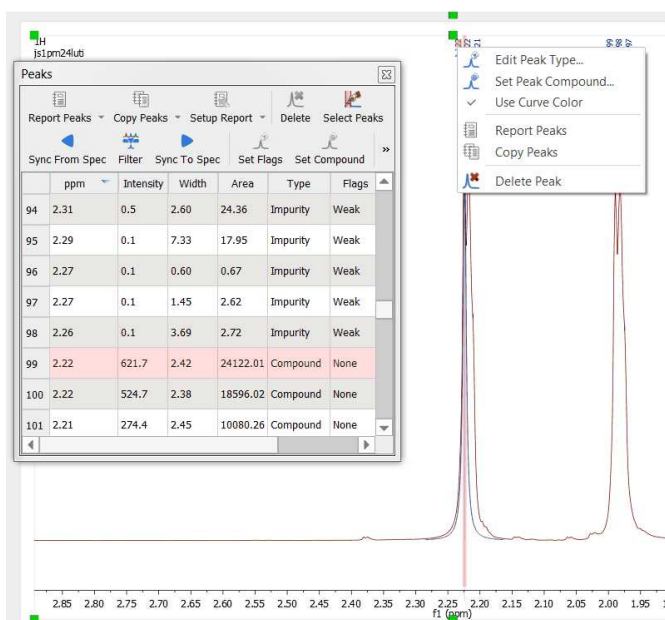 1H
js1pm24luti
22
22
21
99
98
97
Peaks
Report Peaks Copy Peaks Setup Report Delete Select Peaks
Sync From Spec Filter Sync To Spec Set Flags Set Compound »
ppm Intensity Width Area Type Flags
94 2.31 0.5 2.60 24.36 Impurity Weak
95 2.29 0.1 7.33 17.95 Impurity Weak
96 2.27 0.1 0.60 0.67 Impurity Weak
97 2.27 0.1 1.45 2.62 Impurity Weak
98 2.26 0.1 3.69 2.72 Impurity Weak
99 2.22 621.7 2.42 24122.01 Compound None
100 2.22 524.7 2.38 18596.02 Compound None
101 2.21 274.4 2.45 10080.26 Compound None
Edit Peak Type...
Set Peak Compound...
Use Curve Color
Report Peaks
Copy Peaks
Delete Peak
2.85 2.80 2.75 2.70 2.65 2.60 2.55 2.50 2.45 2.40 2.35 2.30 2.25 2.20 2.15 2.10 2.05 2.00 1.95
f1 (ppm)